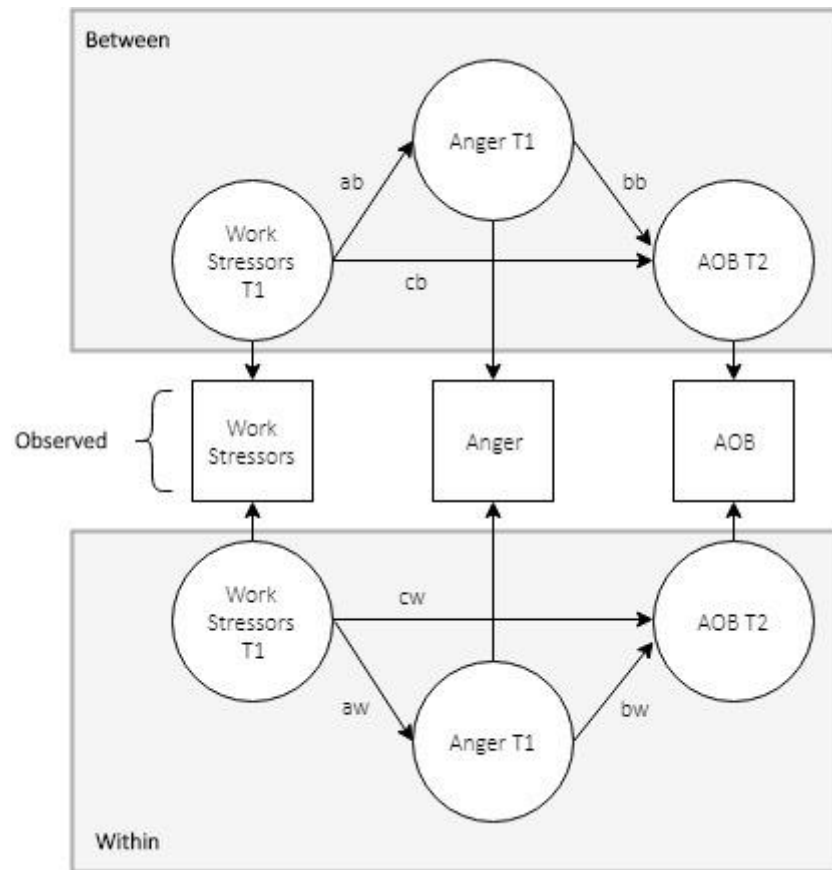 Between
Anger T1
ab
bb
Work
Stressors
T1
AOB T2
cb
Observed
Work
Stressors
Anger
AOB
Work
Stressors
T1
cw
AOB T2
aw
bw
Anger T1
Within